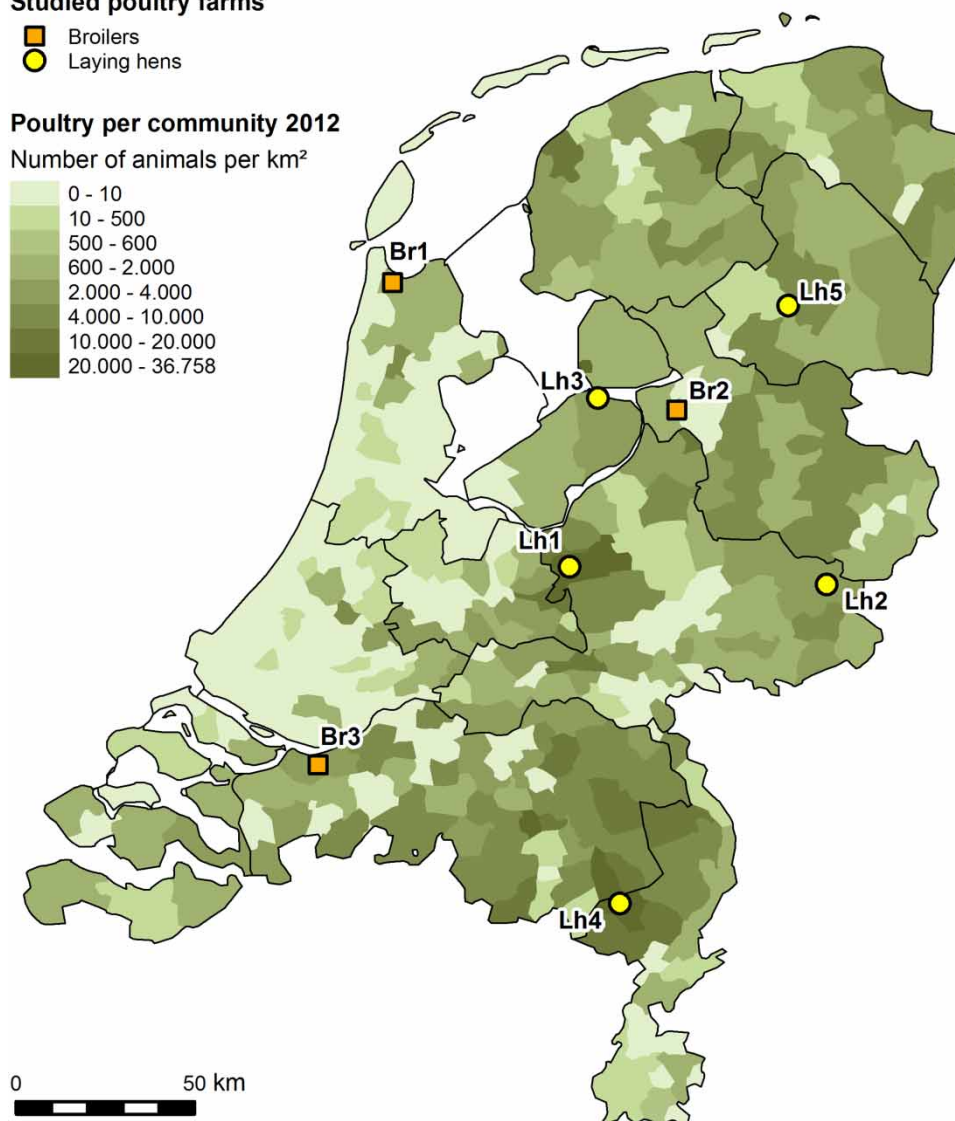 Studied poultry farms
Broilers
Laying hens
Poultry per community 2012
Number of animals per km²
0 - 10
10 - 500
500 - 600
600 - 2.000
2.000 - 4.000
4.000 - 10.000
10.000 - 20.000
20.000 - 36.758
Br1
Lh5
Lh3
Br2
Lh1
Lh2
Br3
Lh4
0 50 km